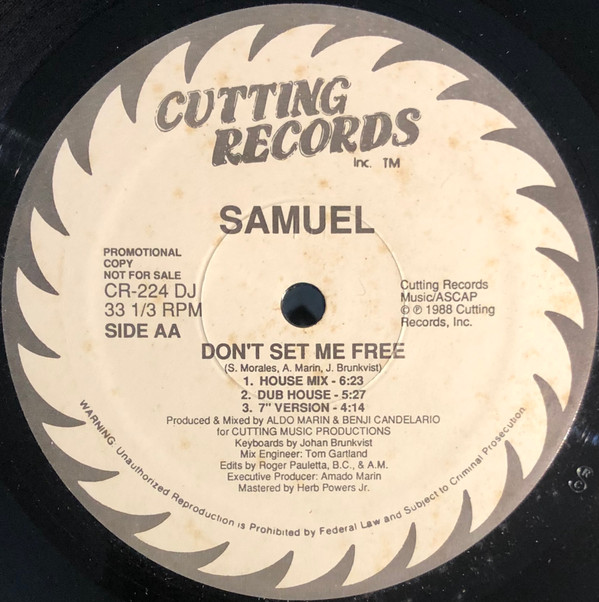 CUTTING
RECORDS
Inc. TM
SAMUEL
PROMOTIONAL
COPY
NOT FOR SALE
CR-224 DJ
33 1/3 RPM
SIDE AA
Cutting Records
Music/ASCAP
© ℗ 1988 Cutting
Records, Inc.
DON'T SET ME FREE
(S. Morales, A. Marin, J. Brunkvist)
1. HOUSE MIX - 6:23
2. DUB HOUSE - 5:27
3. 7" VERSION - 4:14
Produced & Mixed by ALDO MARIN & BENJI CANDELARIO
for CUTTING MUSIC PRODUCTIONS
Keyboards by Johan Brunkvist
Mix Engineer: Tom Gartland
Edits by Roger Pauletta, B.C., & A.M.
Executive Producer: Amado Marin
Mastered by Herb Powers Jr.
WARNING: Unauthorized Reproduction is Prohibited by Federal Law and Subject to Criminal Prosecution.